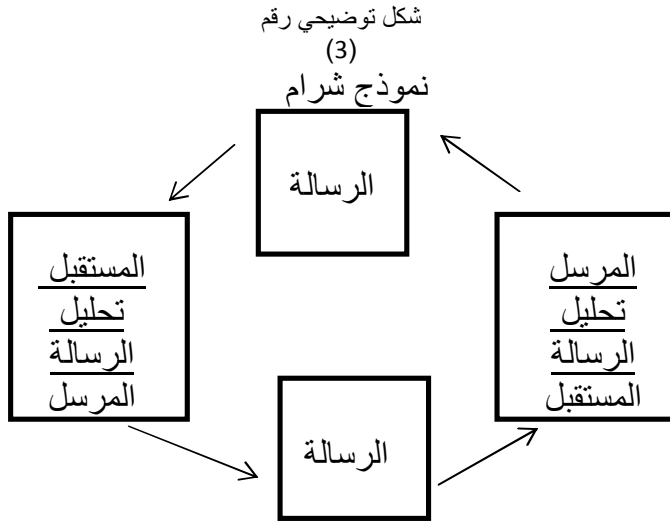 شكل توضيحي رقم
(3)
نموذج شرام
الرسالة
المرسل
تحليل
الرسالة
المستقبل
المستقبل
تحليل
الرسالة
المرسل
الرسالة